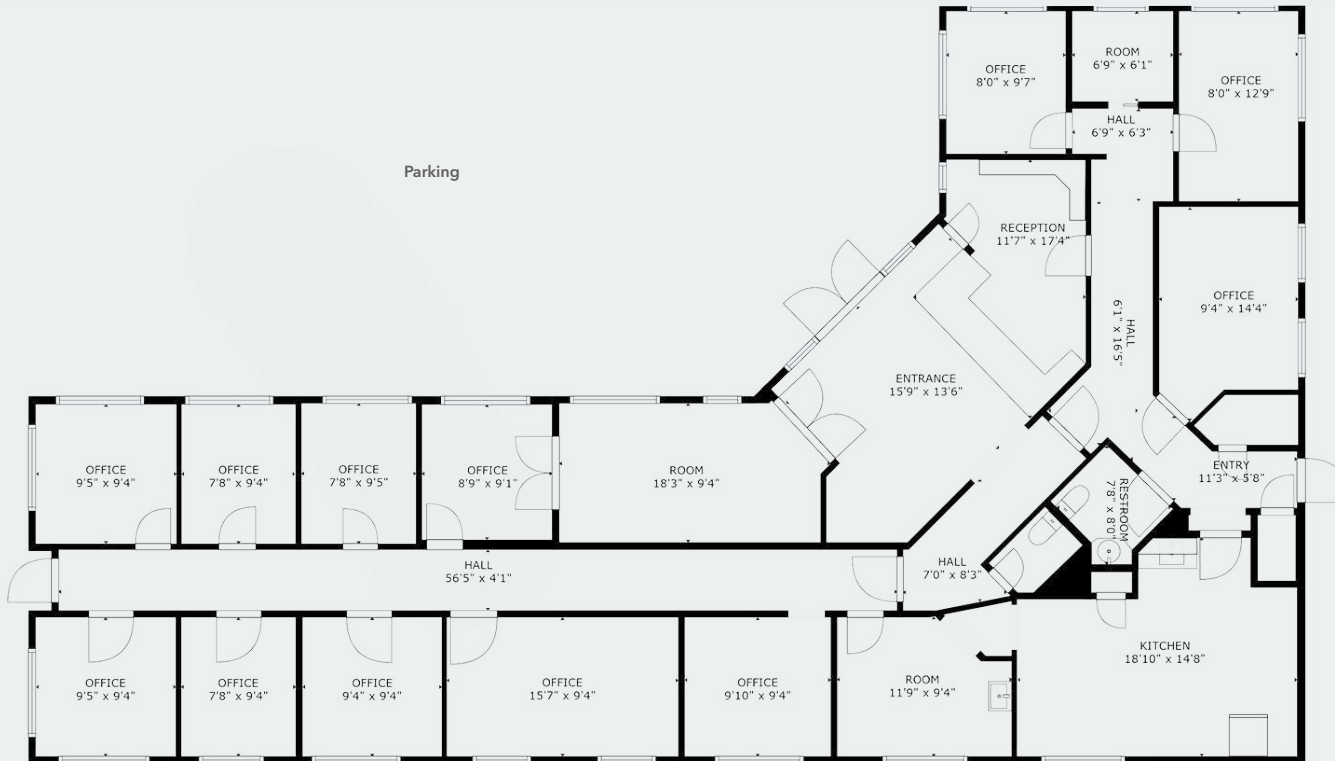 OFFICE
8'0" x 9'7"
ROOM
6'9" x 6'1"
OFFICE
8'0" x 12'9"
HALL
6'9" x 6'3"
Parking
RECEPTION
11'7" x 17'4"
OFFICE
9'4" x 14'4"
HALL
6'1" x 16'5"
ENTRANCE
15'9" x 13'6"
OFFICE
9'5" x 9'4"
OFFICE
7'8" x 9'4"
OFFICE
7'8" x 9'5"
OFFICE
8'9" x 9'1"
ROOM
18'3" x 9'4"
ENTRY
11'3" x 5'8"
RESTROOM
7'8" x 8'0"
HALL
56'5" x 4'1"
HALL
7'0" x 8'3"
KITCHEN
18'10" x 14'8"
OFFICE
9'5" x 9'4"
OFFICE
7'8" x 9'4"
OFFICE
9'4" x 9'4"
OFFICE
15'7" x 9'4"
OFFICE
9'10" x 9'4"
ROOM
11'9" x 9'4"